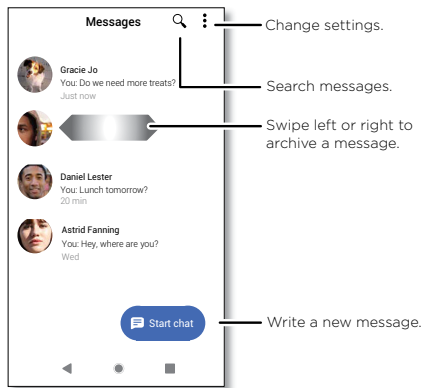 Messages
Change settings.
Gracie Jo
You: Do we need more treats?
Just now
Search messages.
Swipe left or right to
archive a message.
Daniel Lester
You: Lunch tomorrow?
20 min
Astrid Fanning
You: Hey, where are you?
Wed
Start chat
Write a new message.